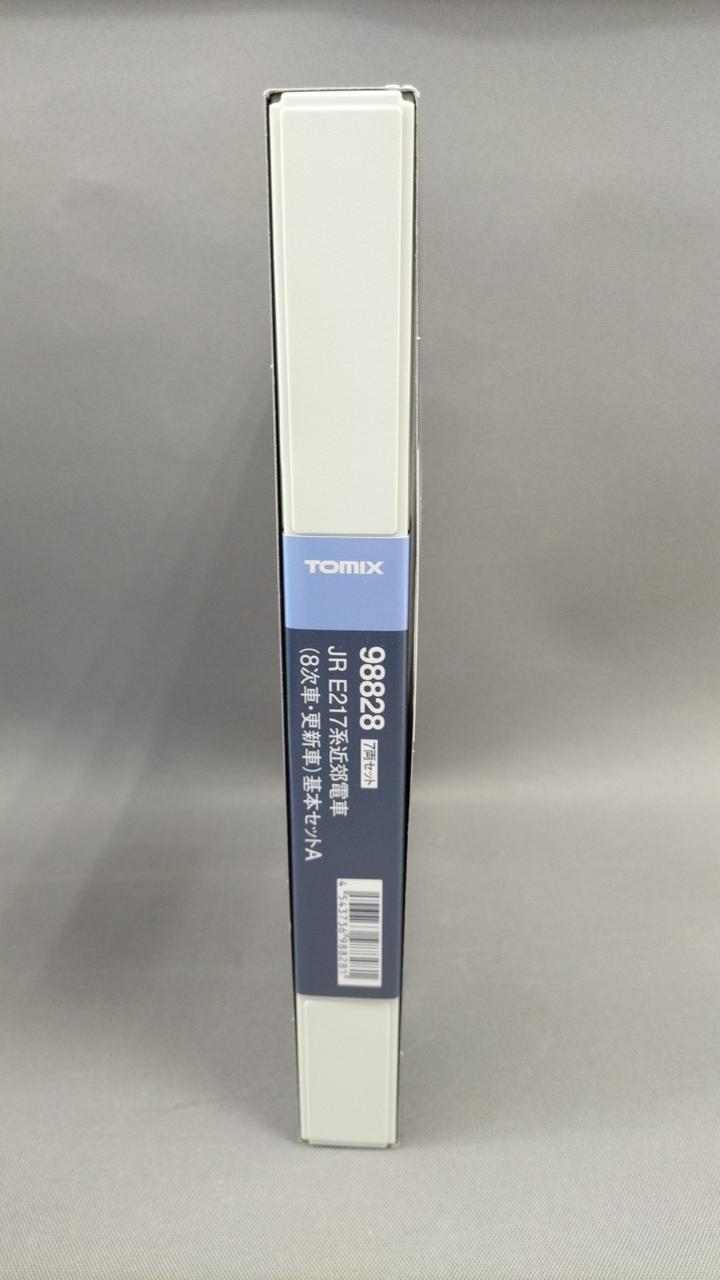 TOMIX
98828 7両セット
JR E217系近郊電車
(8次車・更新車)基本セットA
4 543736 988281